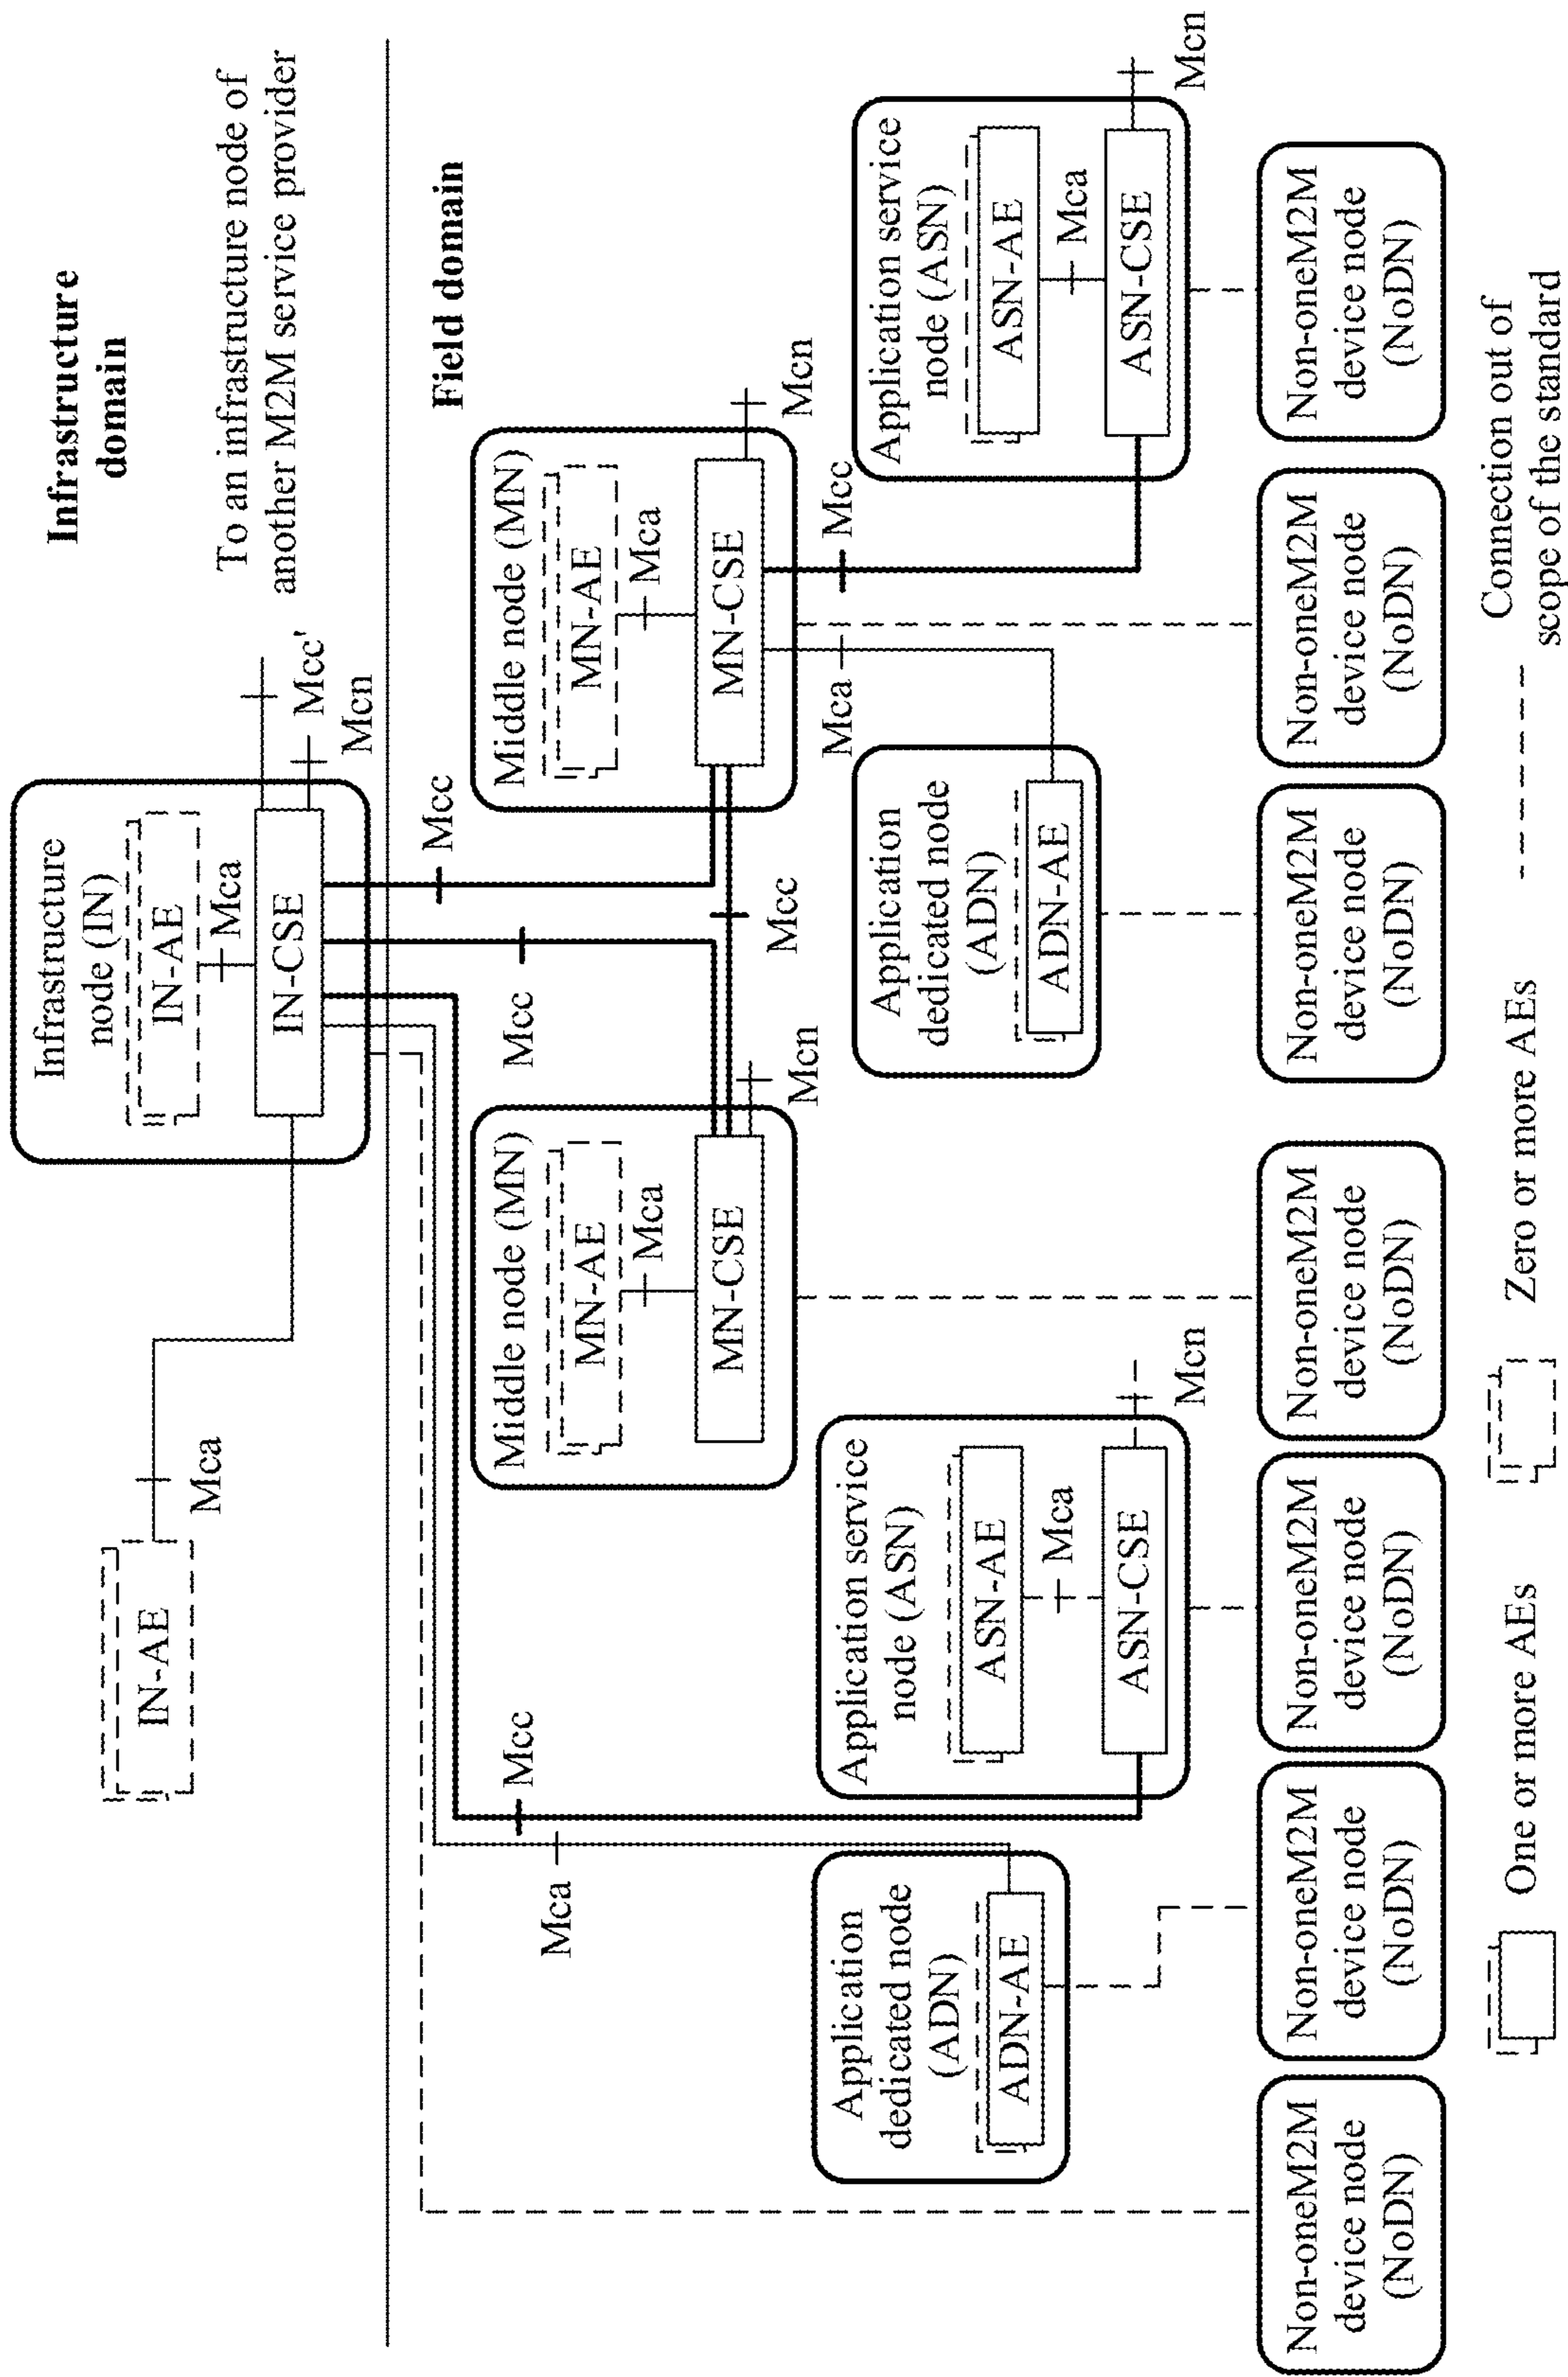 Infrastructure
domain
To an infrastructure node of
another M2M service provider
Infrastructure
node (IN)
IN-AE
Mca
IN-CSE
Mcc'
Mcn
IN-AE
Mca
Field domain
Mcc
Mcc
Mcc
Mcc
Mca
Middle node (MN)
MN-AE
Mca
MN-CSE
Mcn
Middle node (MN)
MN-AE
Mca
MN-CSE
Mcn
Mca
Mcc
Application
dedicated node
(ADN)
ADN-AE
Application service
node (ASN)
ASN-AE
Mca
ASN-CSE
Mcn
Application
dedicated node
(ADN)
ADN-AE
Application service
node (ASN)
ASN-AE
Mca
ASN-CSE
Mcn
Non-oneM2M
device node
(NoDN)
Non-oneM2M
device node
(NoDN)
Non-oneM2M
device node
(NoDN)
Non-oneM2M
device node
(NoDN)
Non-oneM2M
device node
(NoDN)
Non-oneM2M
device node
(NoDN)
Non-oneM2M
device node
(NoDN)
One or more AEs
Zero or more AEs
Connection out of
scope of the standard